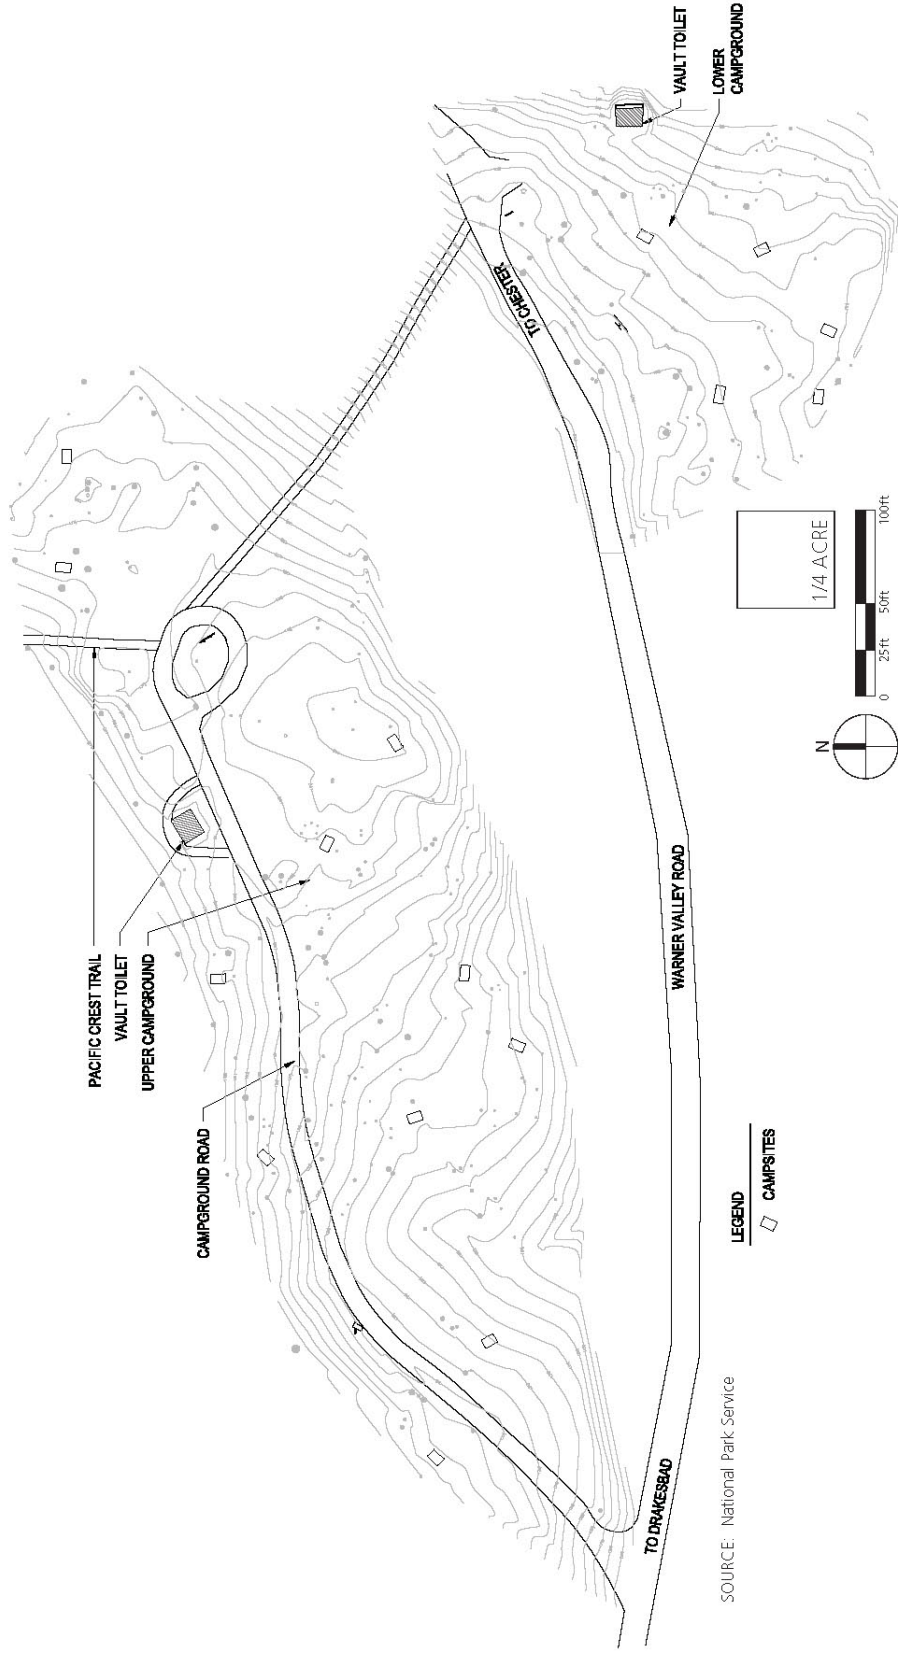 PACIFIC CREST TRAIL
VAULT TOILET
UPPER CAMPGROUND
CAMPGROUND ROAD
TO CHESTER
VAULT TOILET
LOWER
CAMPGROUND
WARNER VALLEY ROAD
TO DRAKESBAD
LEGEND
CAMPSITES
N
0 25ft 50ft 100ft
1/4 ACRE
SOURCE: National Park Service